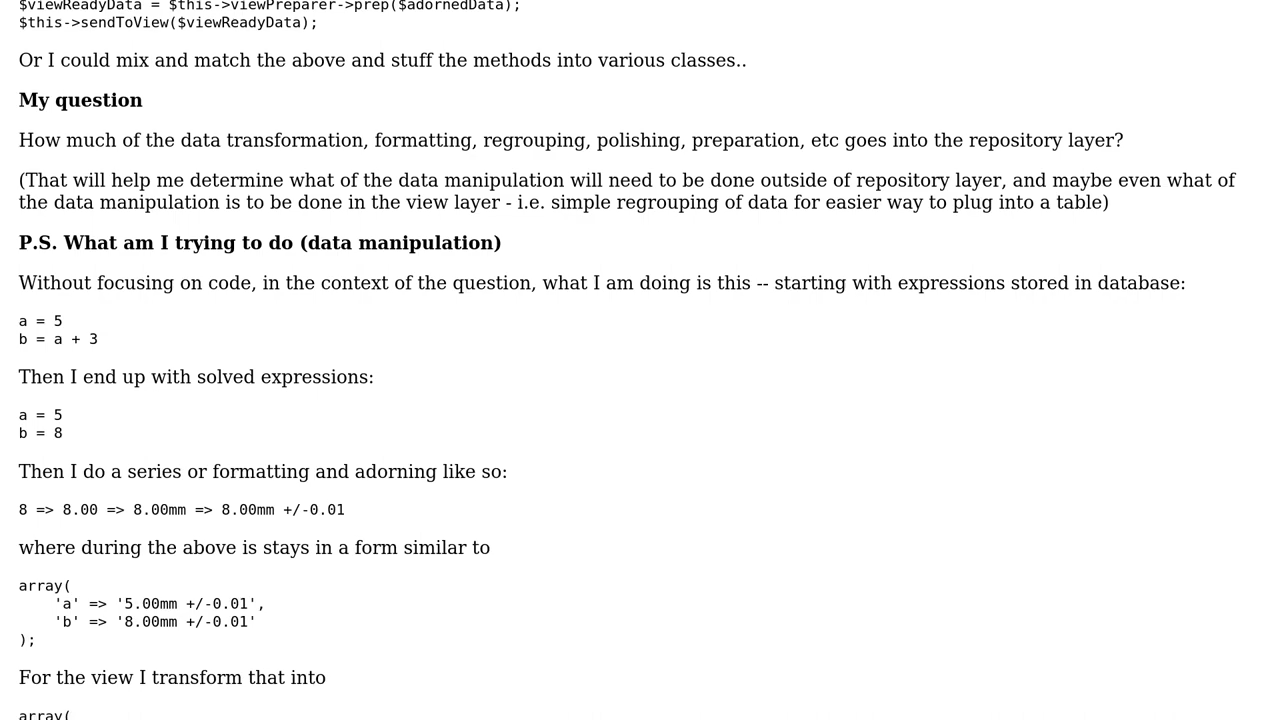 $viewReadyData = $this->viewPreparer->prep($adornedData);
$this->sendToView($viewReadyData);
Or I could mix and match the above and stuff the methods into various classes..
My question
How much of the data transformation, formatting, regrouping, polishing, preparation, etc goes into the repository layer?
(That will help me determine what of the data manipulation will need to be done outside of repository layer, and maybe even what of
the data manipulation is to be done in the view layer - i.e. simple regrouping of data for easier way to plug into a table)
P.S. What am I trying to do (data manipulation)
Without focusing on code, in the context of the question, what I am doing is this -- starting with expressions stored in database:
a = 5
b = a + 3
Then I end up with solved expressions:
a = 5
b = 8
Then I do a series or formatting and adorning like so:
8 => 8.00 => 8.00mm => 8.00mm +/-0.01
where during the above is stays in a form similar to
array(
    'a' => '5.00mm +/-0.01',
    'b' => '8.00mm +/-0.01'
);
For the view I transform that into
array(